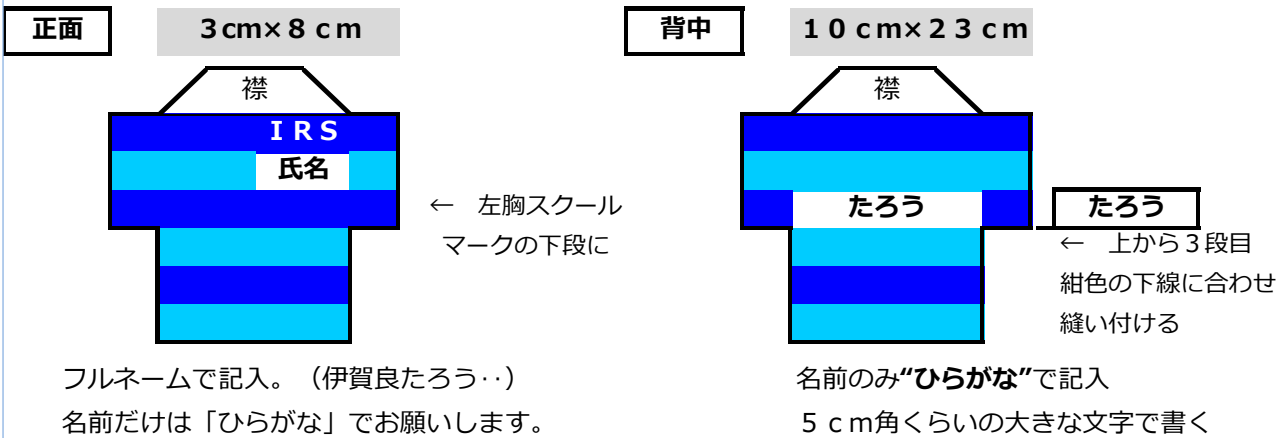 正面
３cm×８ｃｍ
襟
ＩＲＳ
氏名
← 左胸スクール
マークの下段に
フルネームで記入。（伊賀良たろう‥）
名前だけは「ひらがな」でお願いします。
背中
１０ｃｍ×２３ｃｍ
襟
たろう
たろう
← 上から３段目
紺色の下線に合わせ
縫い付ける
名前のみ“ひらがな”で記入
５ｃｍ角くらいの大きな文字で書く